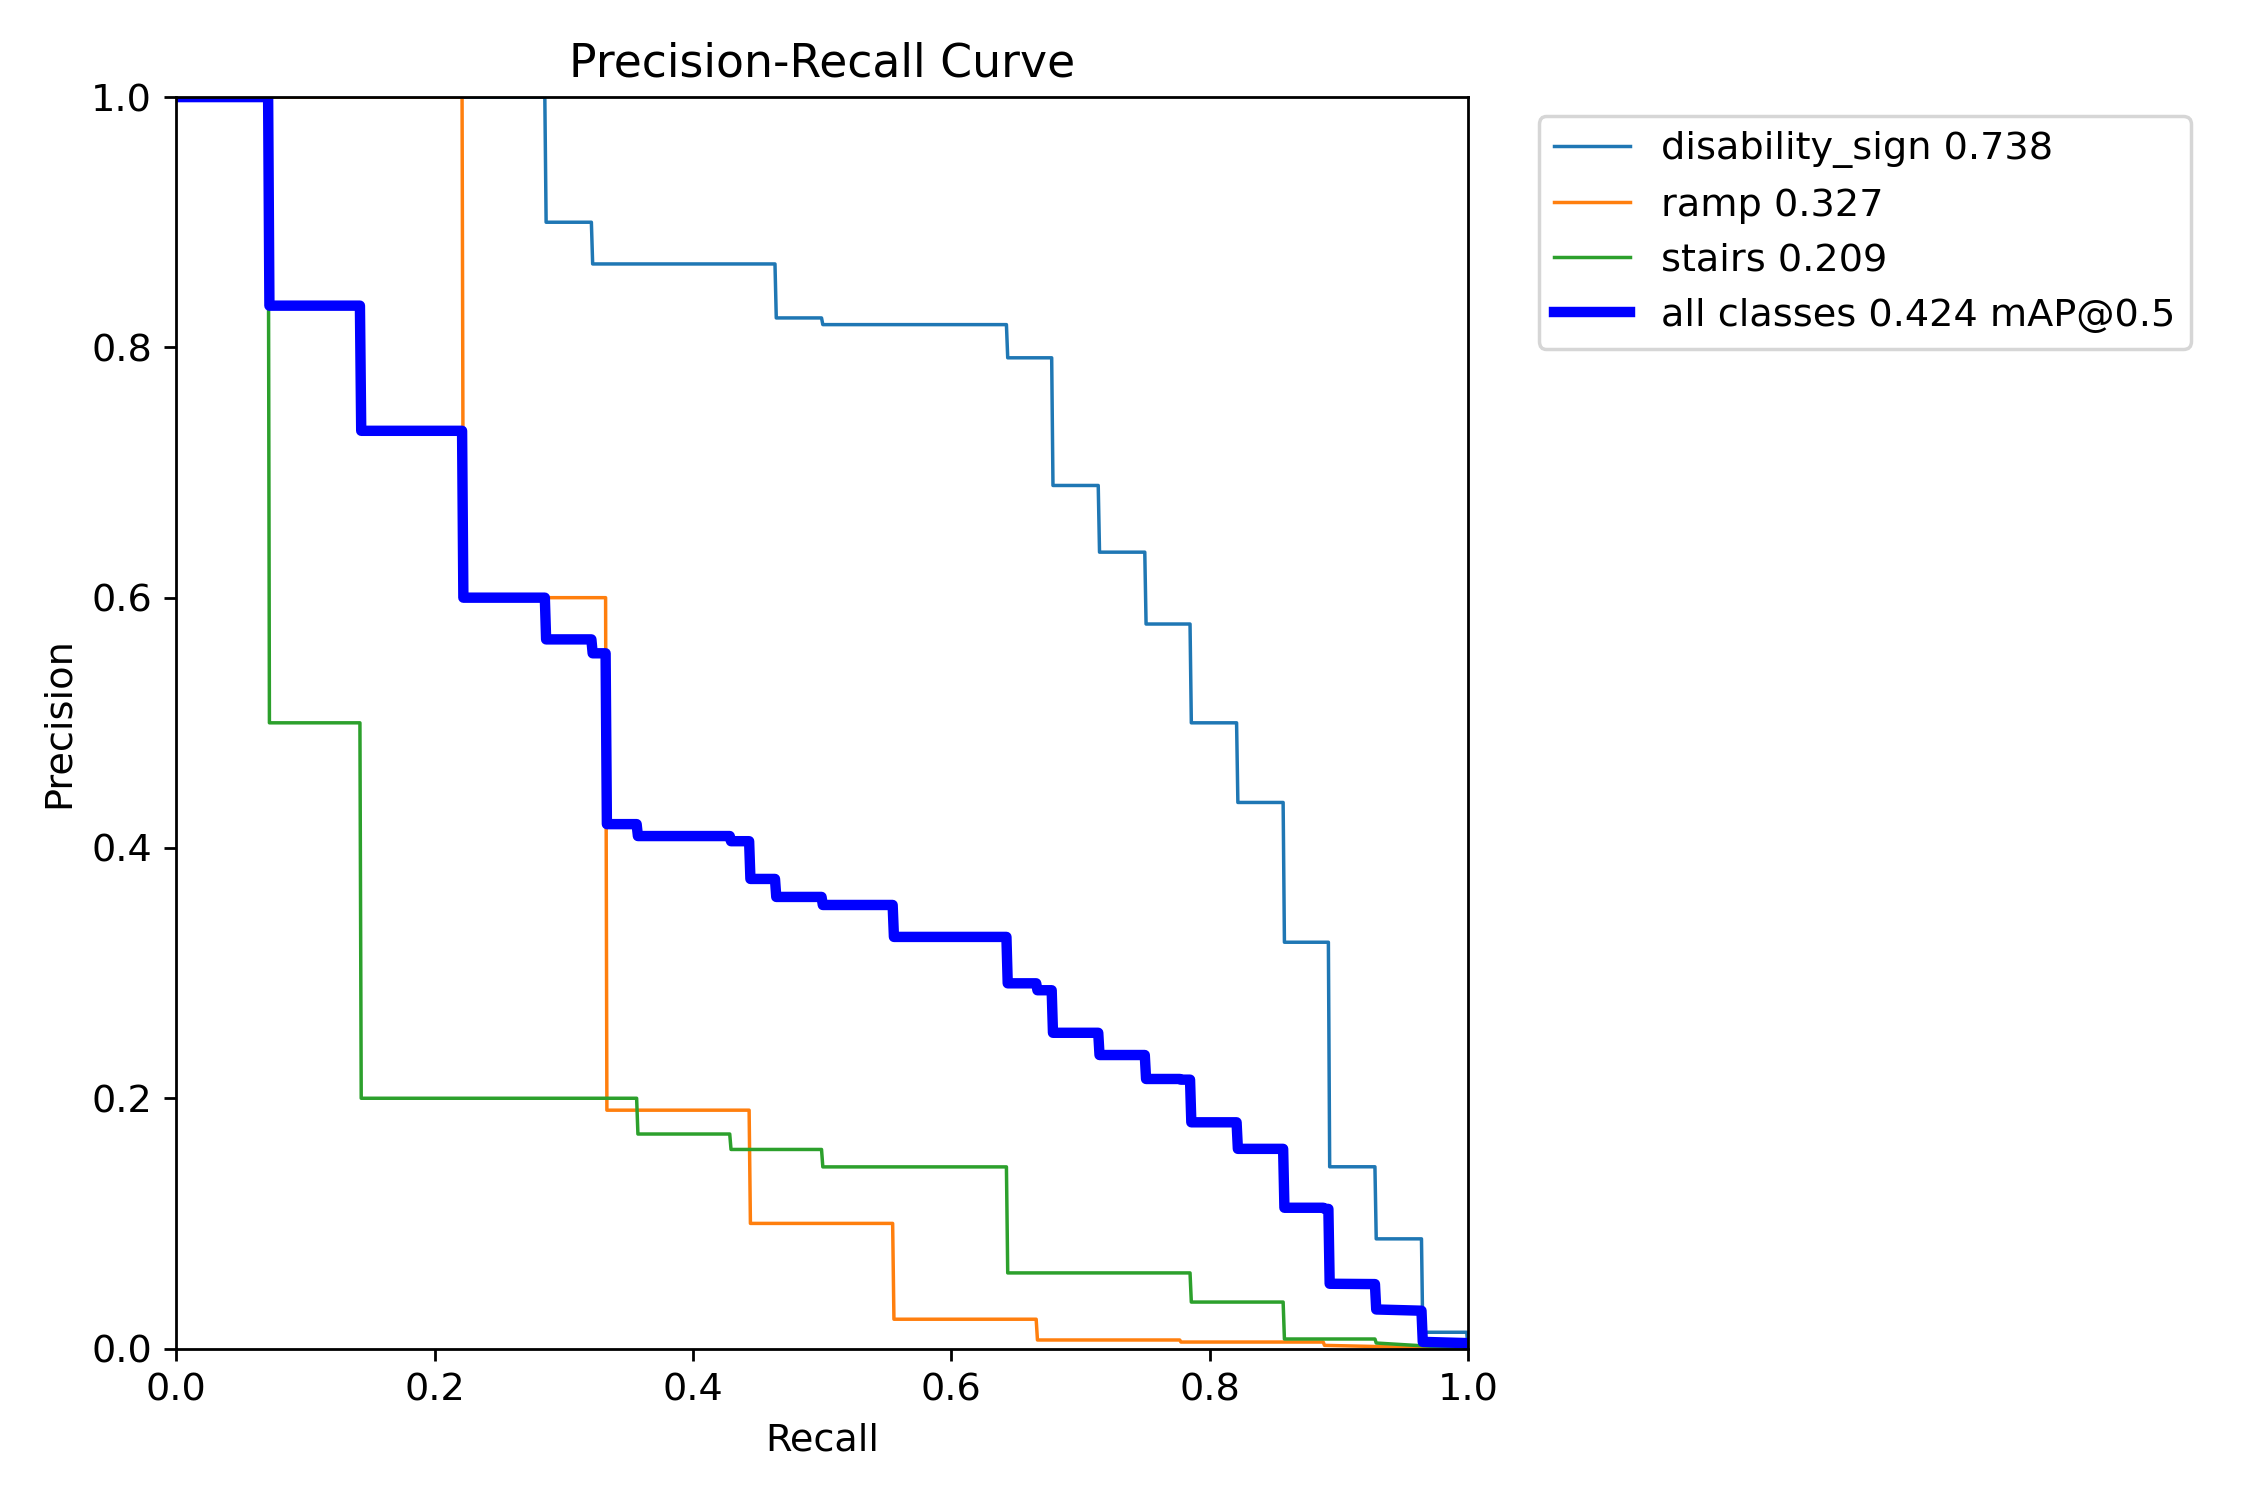 Precision-Recall Curve
1.0
0.8
0.6
0.4
0.2
0.0
Precision
0.0 0.2 0.4 0.6 0.8 1.0
Recall
disability_sign 0.738
ramp 0.327
stairs 0.209
all classes 0.424 mAP@0.5